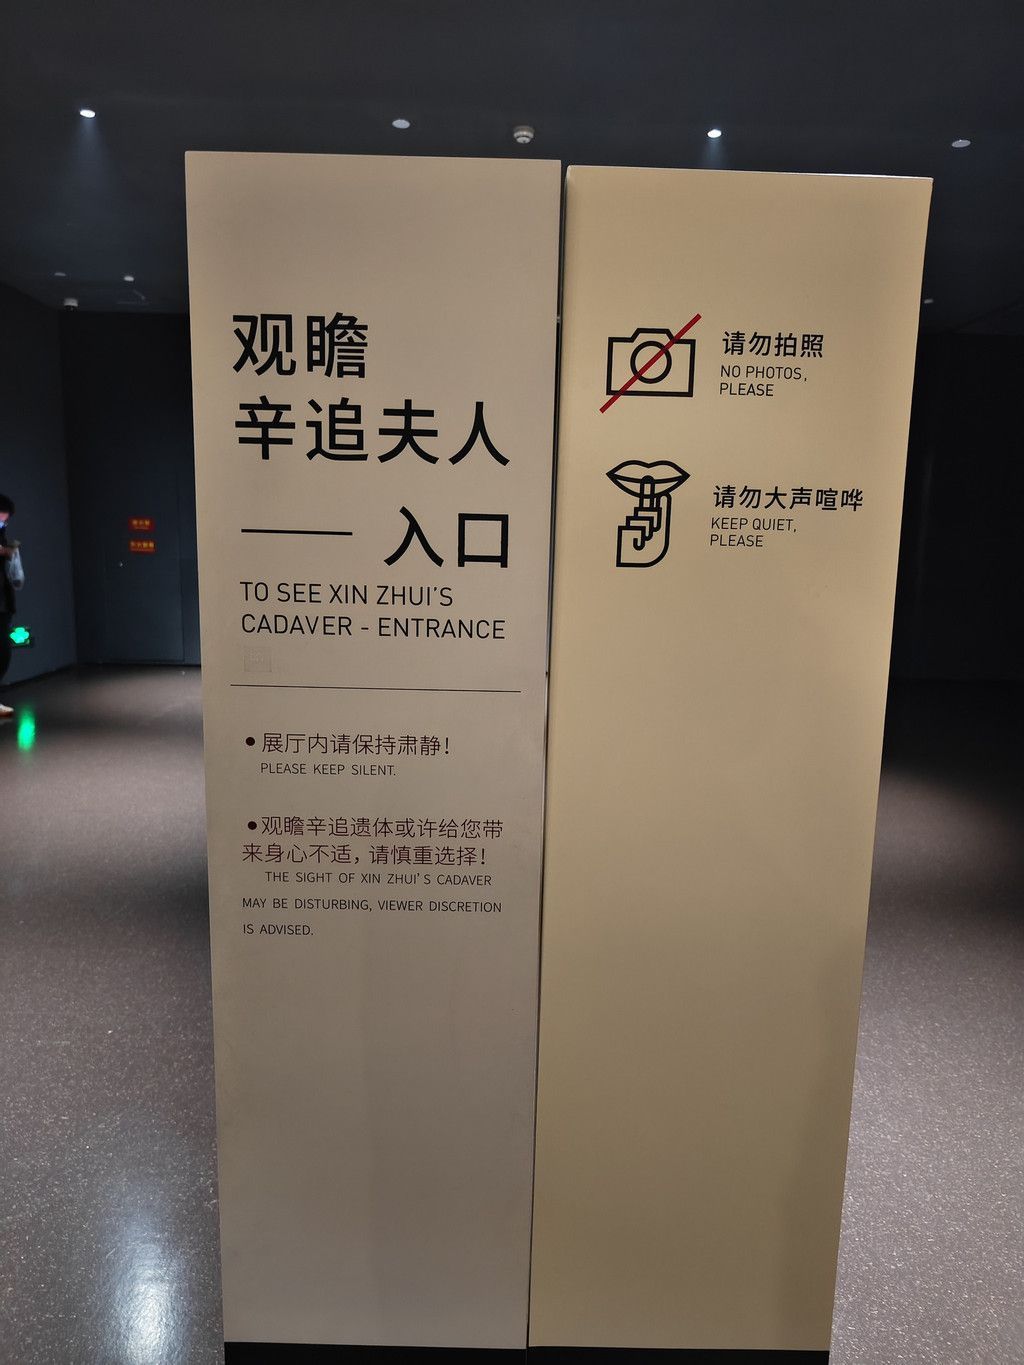 观瞻
辛追夫人
—— 入口
TO SEE XIN ZHUI'S
CADAVER - ENTRANCE
●展厅内请保持肃静！
PLEASE KEEP SILENT.
●观瞻辛追遗体或许给您带
来身心不适，请慎重选择！
THE SIGHT OF XIN ZHUI'S CADAVER
MAY BE DISTURBING, VIEWER DISCRETION
IS ADVISED.
请勿拍照
NO PHOTOS,
PLEASE
请勿大声喧哗
KEEP QUIET,
PLEASE